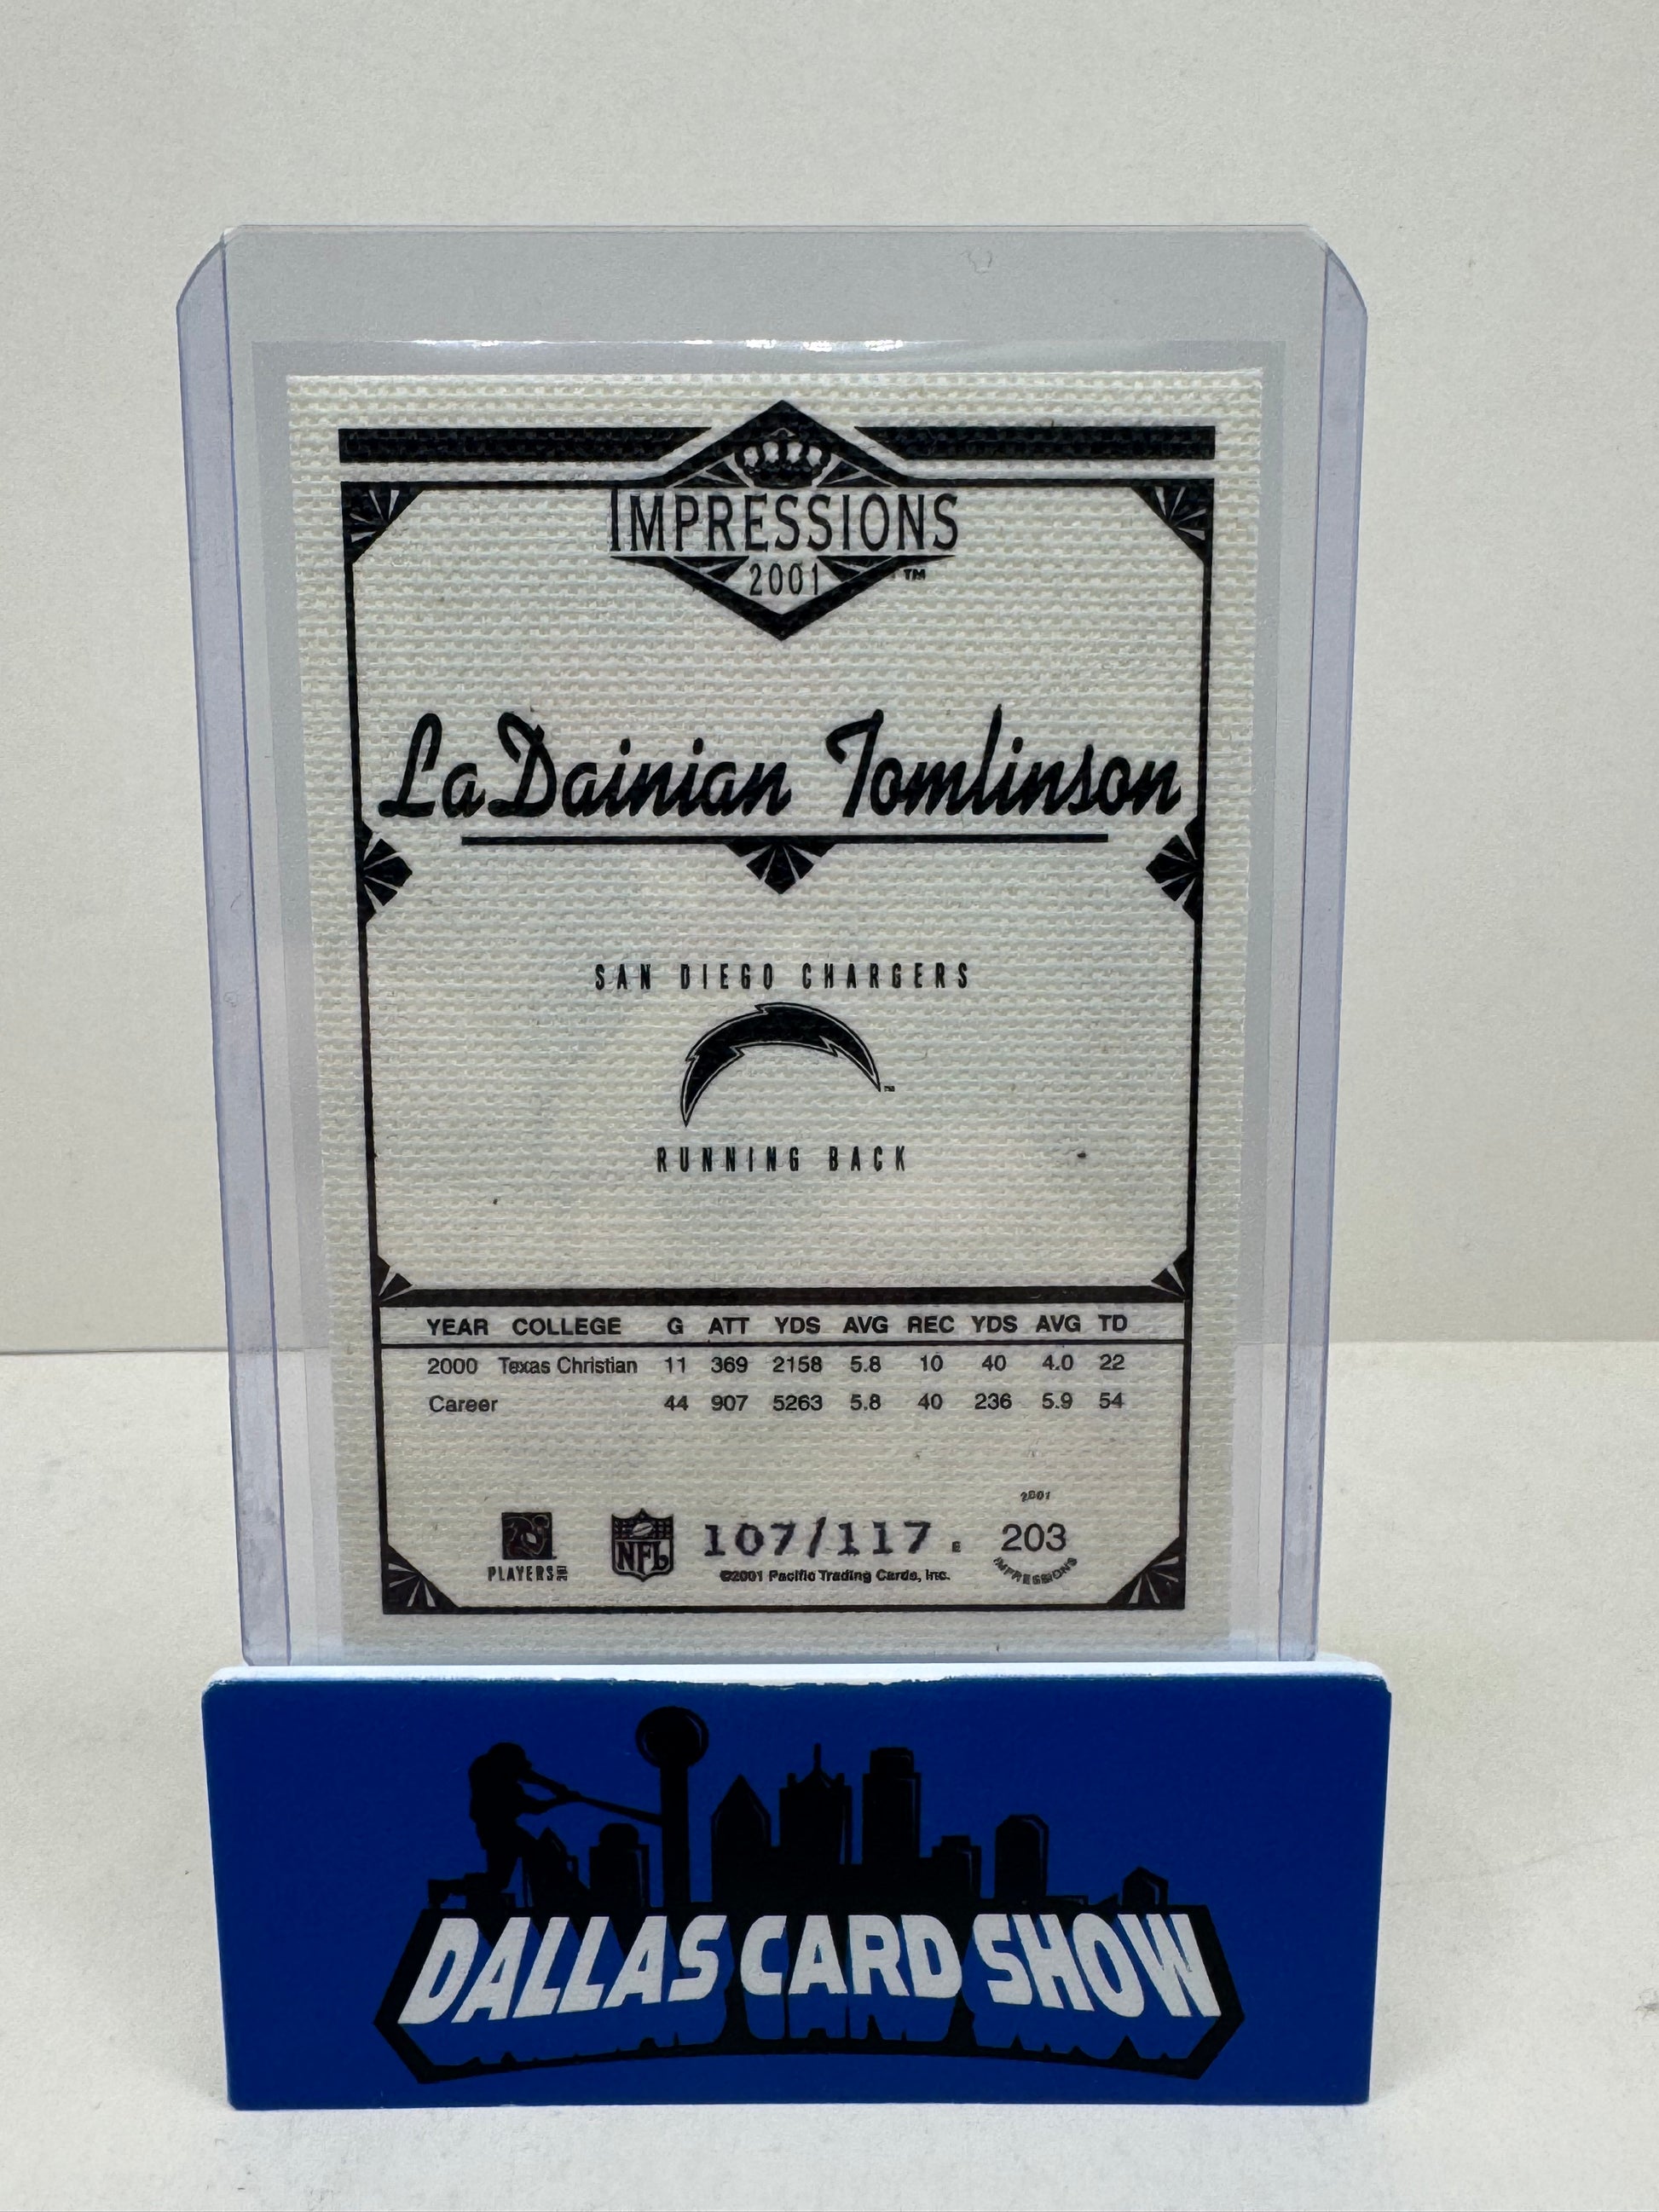 IMPRESSIONS
2001 TM
LaDainian Tomlinson
SAN DIEGO CHARGERS
TM
RUNNING BACK
YEAR COLLEGE G ATT YDS AVG REC YDS AVG TD
2000 Texas Christian 11 369 2158 5.8 10 40 4.0 22
Career 44 907 5263 5.8 40 236 5.9 54
2001
PLAYERS INC NFL 107/117 E 203
©2001 Pacific Trading Cards, Inc. IMPRESSIONS
DALLAS CARD SHOW